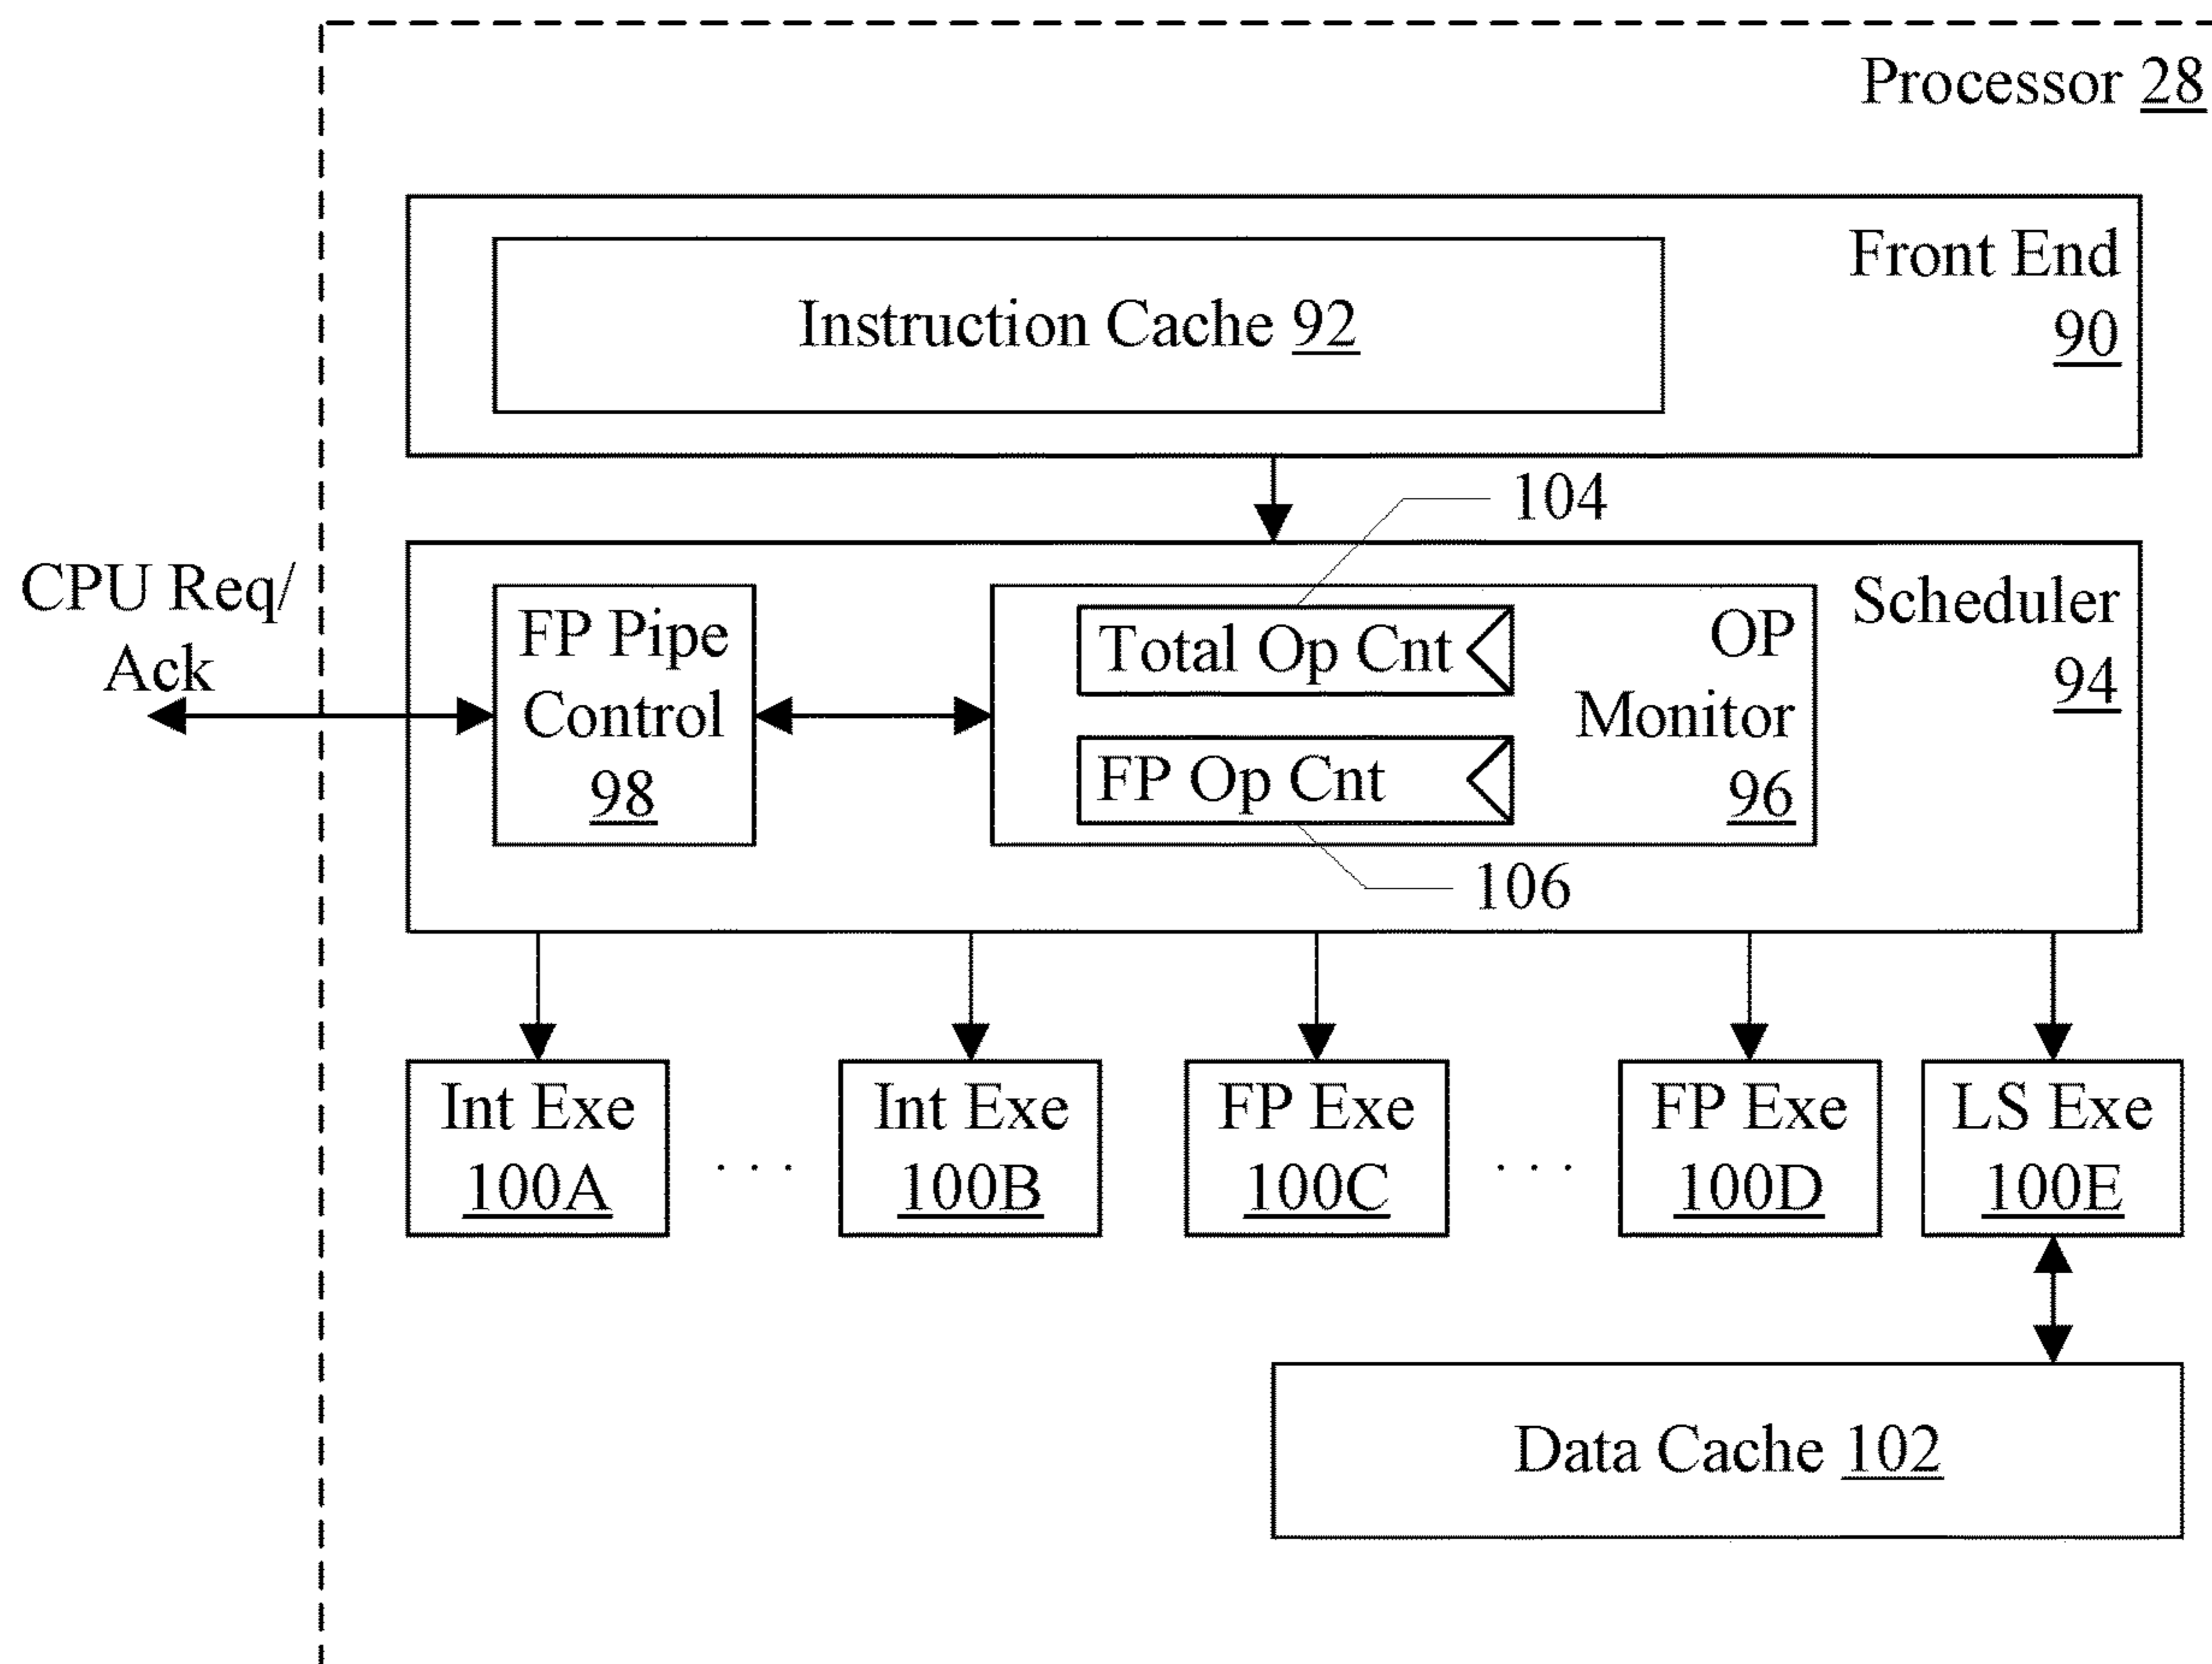 Processor 28
Front End
90
Instruction Cache 92
104
CPU Req/
Ack
FP Pipe
Control
98
Total Op Cnt
FP Op Cnt
OP
Monitor
96
Scheduler
94
106
Int Exe
100A
. . .
Int Exe
100B
FP Exe
100C
. . .
FP Exe
100D
LS Exe
100E
Data Cache 102